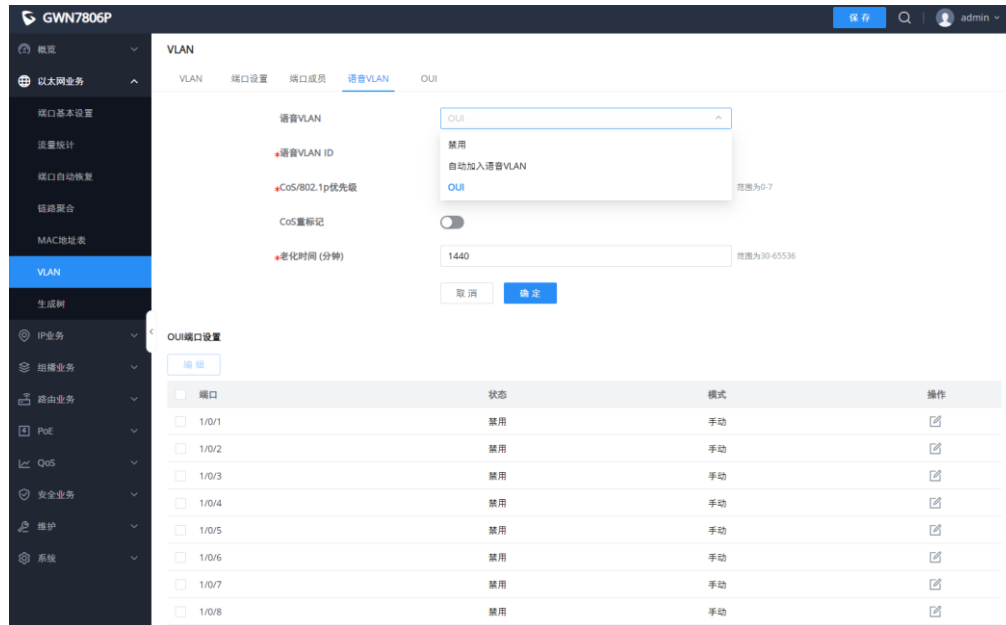 GWN7806P
保存
admin
概览
以太网业务
端口基本设置
流量统计
端口自动恢复
链路聚合
MAC地址表
VLAN
生成树
IP业务
组播业务
路由业务
PoE
QoS
安全业务
维护
系统
VLAN
VLAN 端口设置 端口成员 语音VLAN OUI
语音VLAN OUI
禁用
自动加入语音VLAN
OUI
*语音VLAN ID
*CoS/802.1p优先级 范围为0-7
CoS重标记
*老化时间 (分钟) 1440 范围为30-65536
取消 确定
OUI端口设置
编辑
端口 状态 模式 操作
1/0/1 禁用 手动
1/0/2 禁用 手动
1/0/3 禁用 手动
1/0/4 禁用 手动
1/0/5 禁用 手动
1/0/6 禁用 手动
1/0/7 禁用 手动
1/0/8 禁用 手动